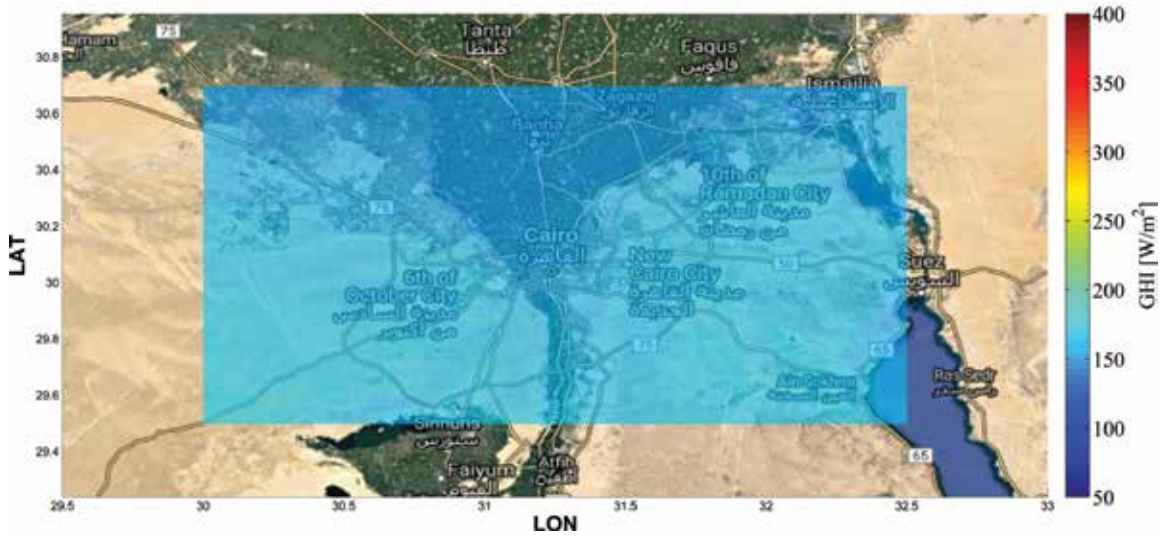 75
Tanta
طنطا
Faqus
فاقوس
Ismailia
الإسماعيلية
Zagazig
Banha
بنها
10th of
Ramadan City
مدينة العاشر
من رمضان
75
Cairo
القاهرة
New
Cairo City
مدينة القاهرة
الجديدة
50
Suez
السويس
6th of
October City
مدينة السادس
من أكتوبر
75
65
Ain Sokhna
العين السخنة
Ras Sedr
رأس سدر
Sinnuris
سنورس
Faiyum
الفيوم
Atfih
أطفيح
65
LAT
30.8
30.6
30.4
30.2
30
29.8
29.6
29.4
29.5
30
30.5
31
31.5
32
32.5
33
LON
400
350
300
250
200
150
100
50
GHI [W/m²]